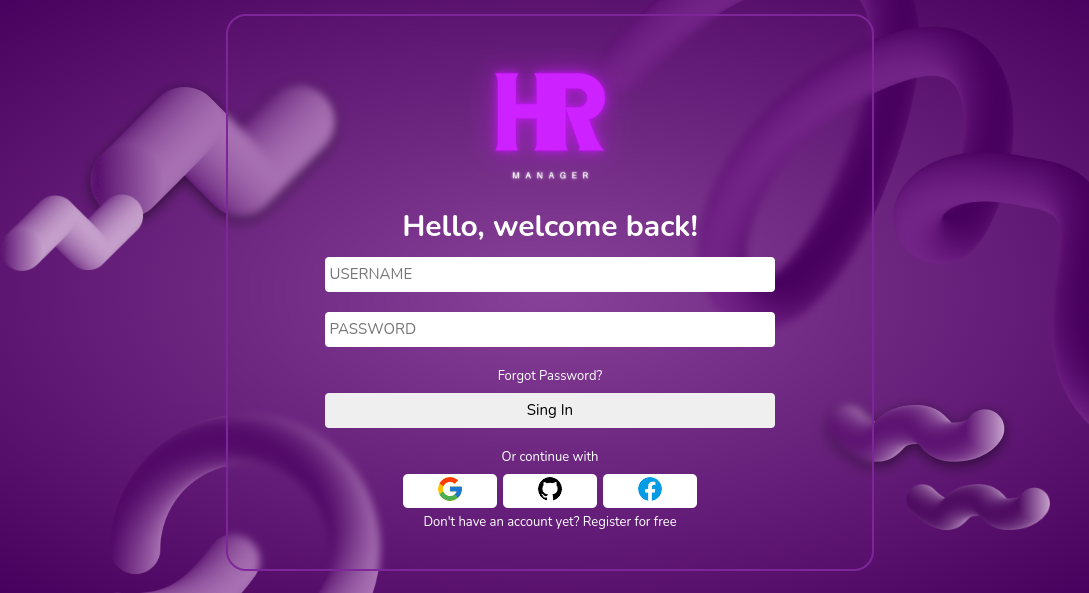 HR
MANAGER
Hello, welcome back!
USERNAME
PASSWORD
Forgot Password?
Sing In
Or continue with
Don't have an account yet? Register for free